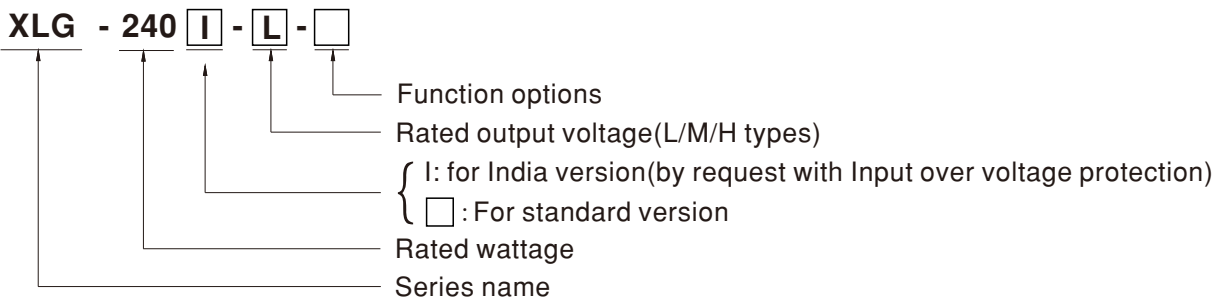 XLG - 240 I - L - □
Function options
Rated output voltage(L/M/H types)
I: for India version(by request with Input over voltage protection)
□ : For standard version
Rated wattage
Series name